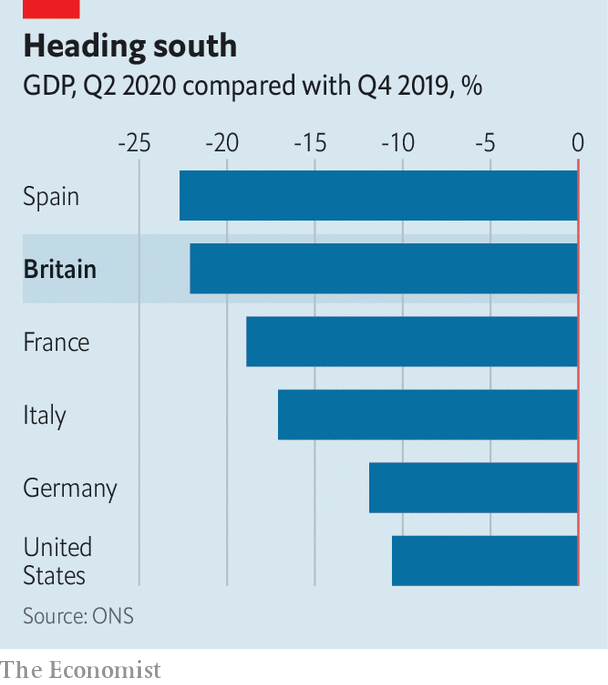 Heading south
GDP, Q2 2020 compared with Q4 2019, %
-25 -20 -15 -10 -5 0
Spain
Britain
France
Italy
Germany
United
States
Source: ONS
The Economist